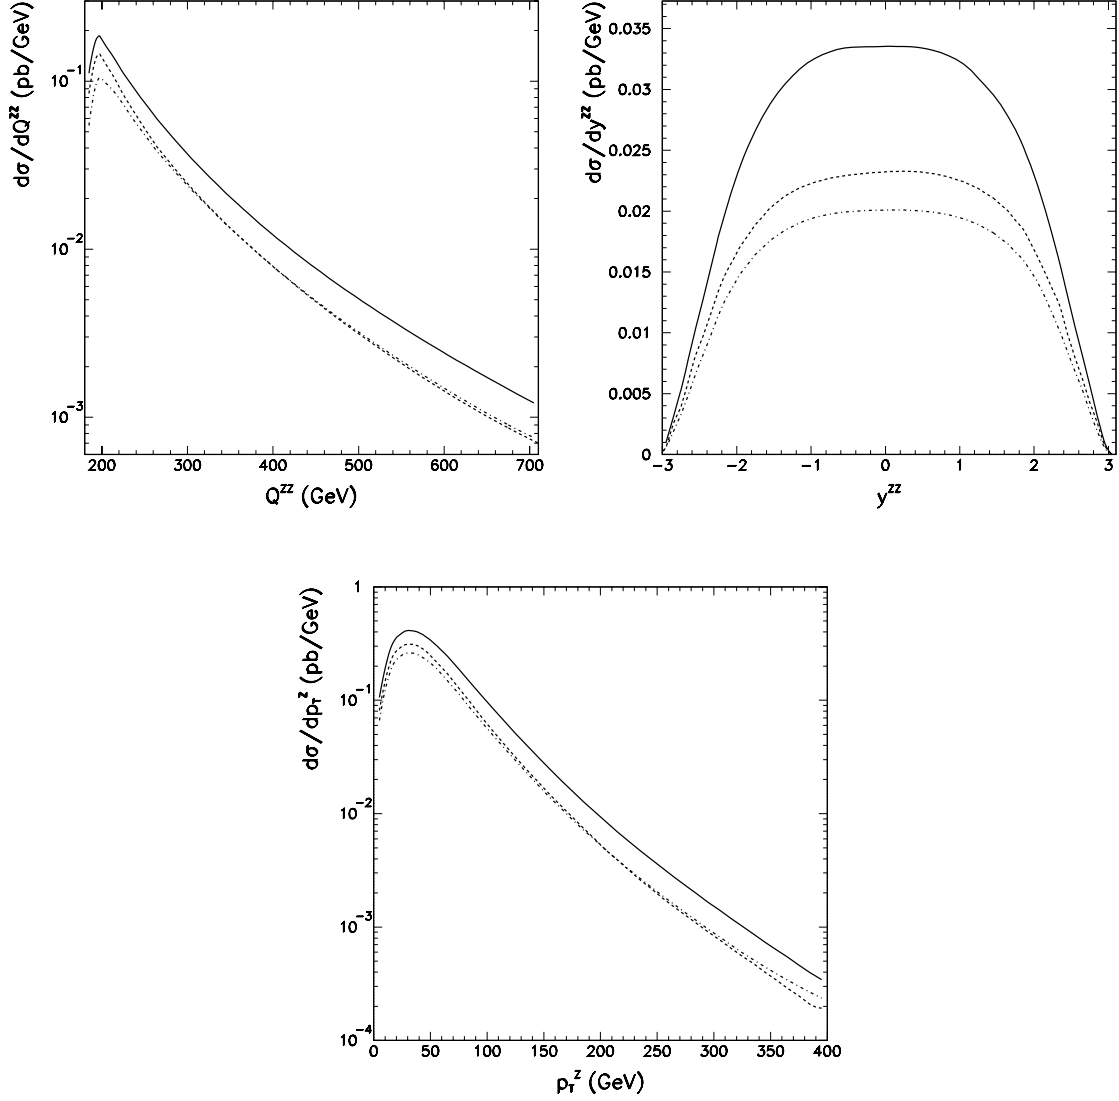 dσ/dQ^ZZ (pb/GeV)
10^-1
10^-2
10^-3
200 300 400 500 600 700
Q^ZZ (GeV)
dσ/dy^ZZ (pb/GeV)
0.035
0.03
0.025
0.02
0.015
0.01
0.005
0
−3 −2 −1 0 1 2 3
y^ZZ
dσ/dp_T^Z (pb/GeV)
1
10^-1
10^-2
10^-3
10^-4
0 50 100 150 200 250 300 350 400
p_T^Z (GeV)